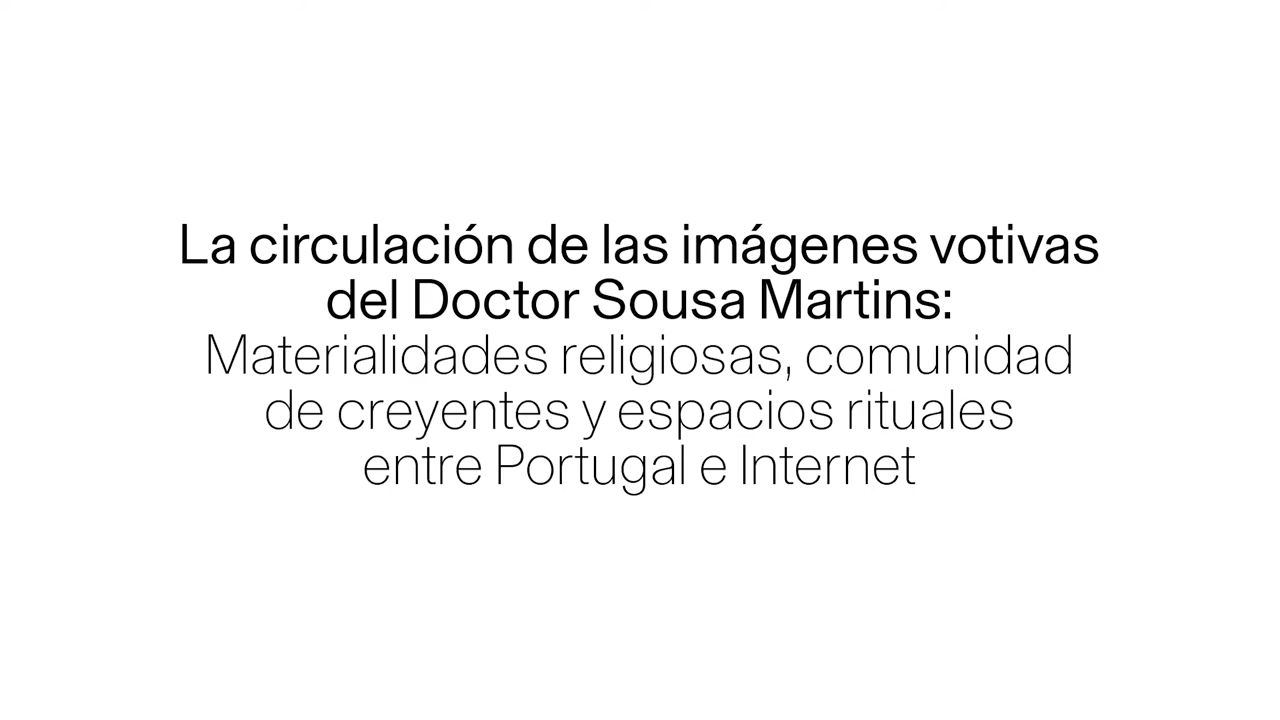 La circulación de las imágenes votivas
del Doctor Sousa Martins:
Materialidades religiosas, comunidad
de creyentes y espacios rituales
entre Portugal e Internet